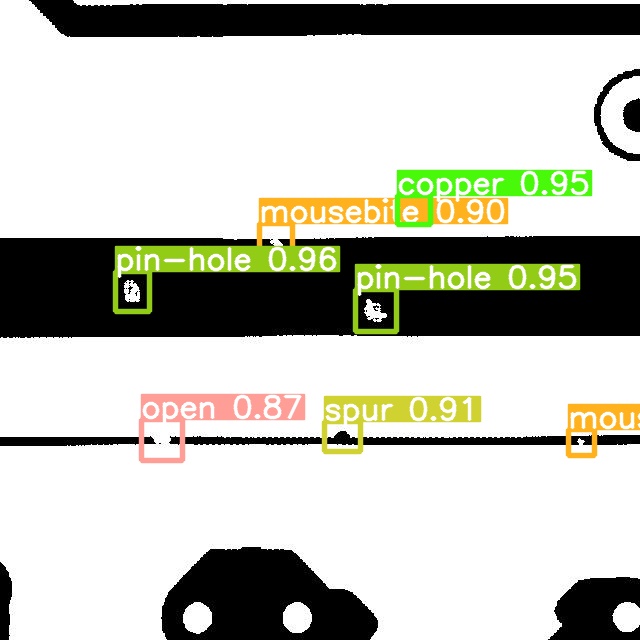 copper 0.95
mousebite 0.90
pin-hole 0.96
pin-hole 0.95
open 0.87
spur 0.91
mous